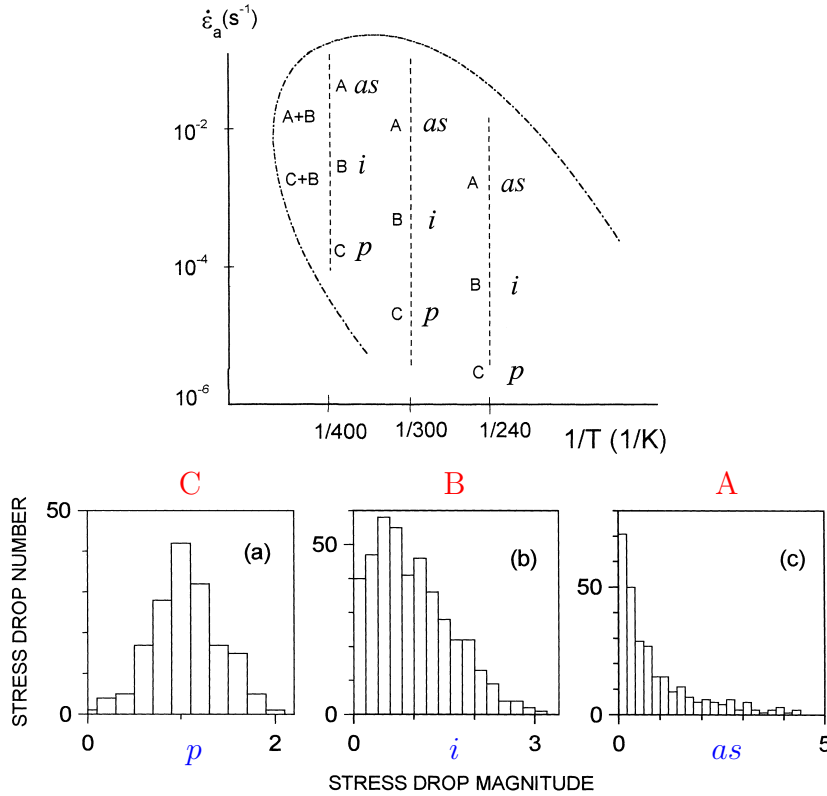 ε̇ₐ(s⁻¹)
A as
A+B
A as
10⁻²
B i
C+B
A as
B i
C p
10⁻⁴
B i
C p
C p
10⁻⁶
1/400 1/300 1/240 1/T (1/K)
C B A
STRESS DROP NUMBER
50 (a)
0
0 2
p
50 (b)
0
0 3
i
50 (c)
0
0 5
as
STRESS DROP MAGNITUDE